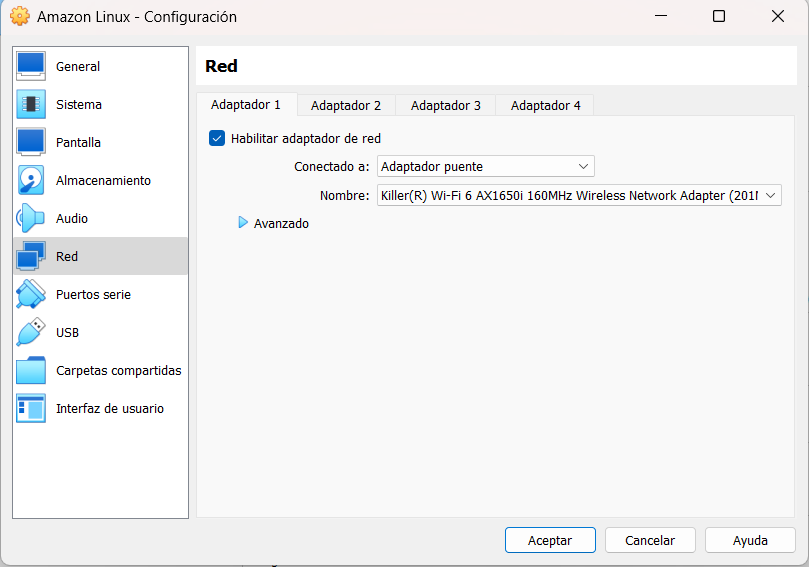 Amazon Linux - Configuración
General
Sistema
Pantalla
Almacenamiento
Audio
Red
Puertos serie
USB
Carpetas compartidas
Interfaz de usuario
Red
Adaptador 1 Adaptador 2 Adaptador 3 Adaptador 4
Habilitar adaptador de red
Conectado a: Adaptador puente
Nombre: Killer(R) Wi-Fi 6 AX1650i 160MHz Wireless Network Adapter
Avanzado
Aceptar Cancelar Ayuda